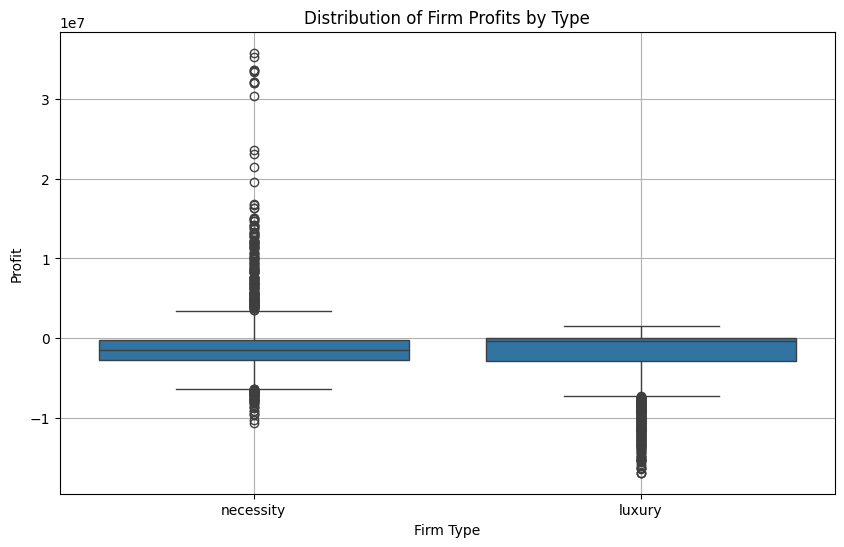 Distribution of Firm Profits by Type
1e7
3
2
1
0
−1
Profit
necessity
luxury
Firm Type